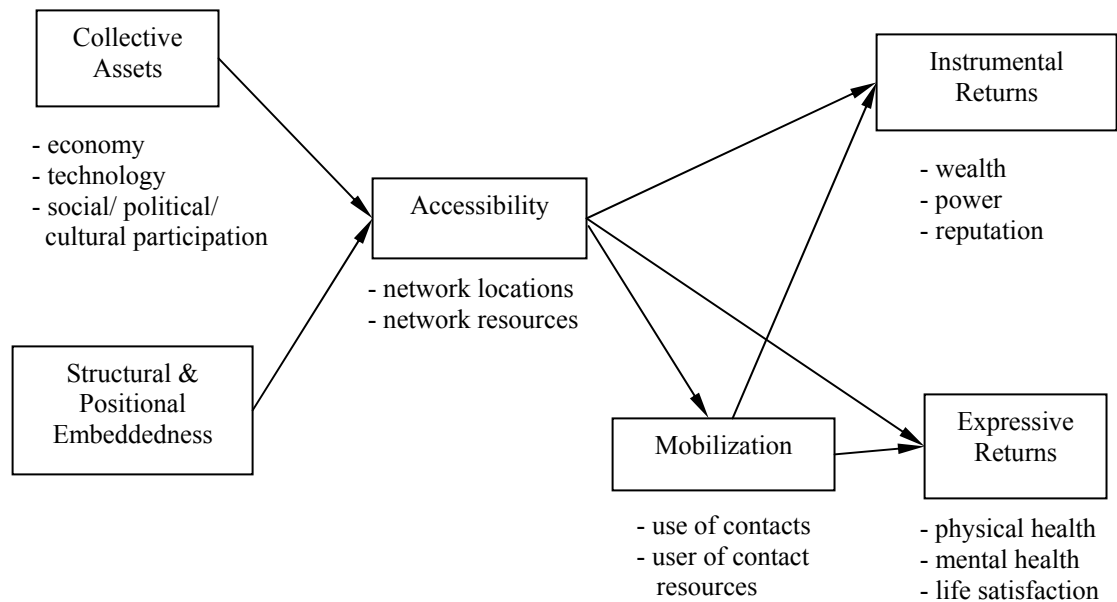 Collective
Assets
- economy
- technology
- social/ political/
cultural participation
Structural &
Positional
Embeddedness
Accessibility
- network locations
- network resources
Mobilization
- use of contacts
- user of contact
resources
Instrumental
Returns
- wealth
- power
- reputation
Expressive
Returns
- physical health
- mental health
- life satisfaction